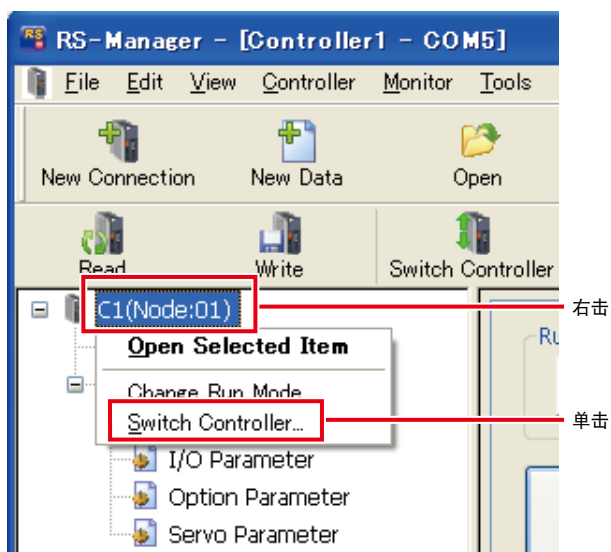 RS-Manager - [Controller1 - COM5]
File Edit View Controller Monitor Tools
New Connection New Data Open
Read Write Switch Controller
C1(Node:01)
右击
Open Selected Item
Change Run Mode
Switch Controller...
单击
I/O Parameter
Option Parameter
Servo Parameter